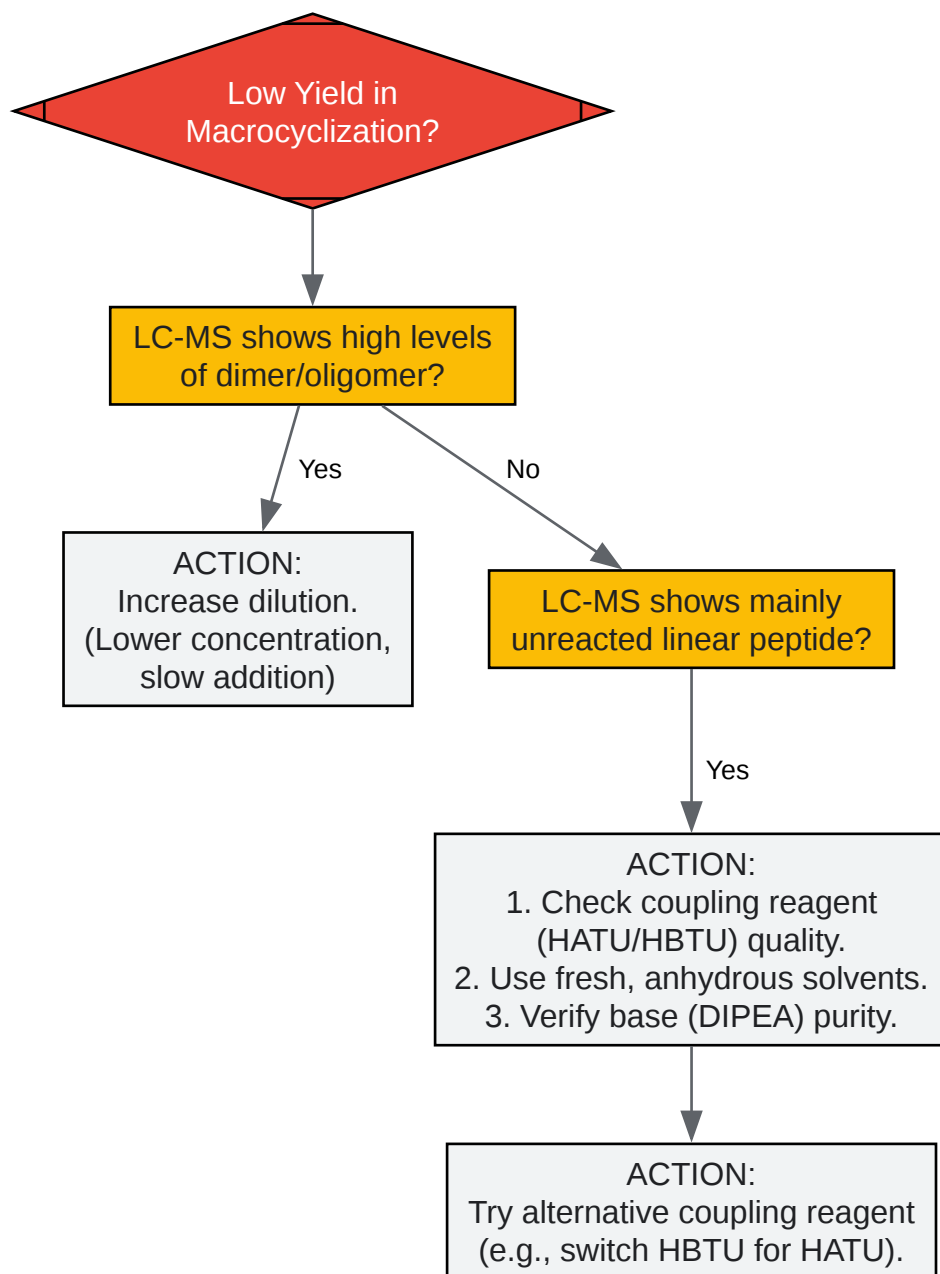 Low Yield in
Macrocyclization?
LC-MS shows high levels
of dimer/oligomer?
Yes
No
ACTION:
Increase dilution.
(Lower concentration,
slow addition)
LC-MS shows mainly
unreacted linear peptide?
Yes
ACTION:
1. Check coupling reagent
(HATU/HBTU) quality.
2. Use fresh, anhydrous solvents.
3. Verify base (DIPEA) purity.
ACTION:
Try alternative coupling reagent
(e.g., switch HBTU for HATU).